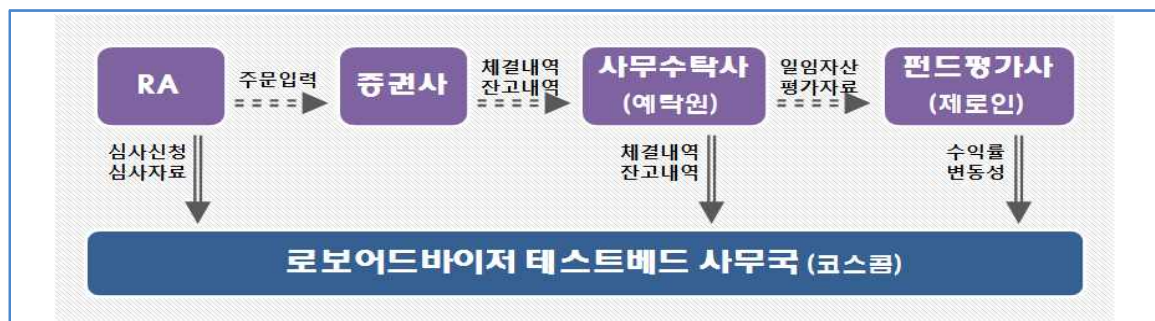 RA
주문입력
증권사
체결내역
잔고내역
사무수탁사
(예탁원)
일임자산
평가자료
펀드평가사
(제로인)
심사신청
심사자료
체결내역
잔고내역
수익률
변동성
로보어드바이저 테스트베드 사무국 (코스콤)